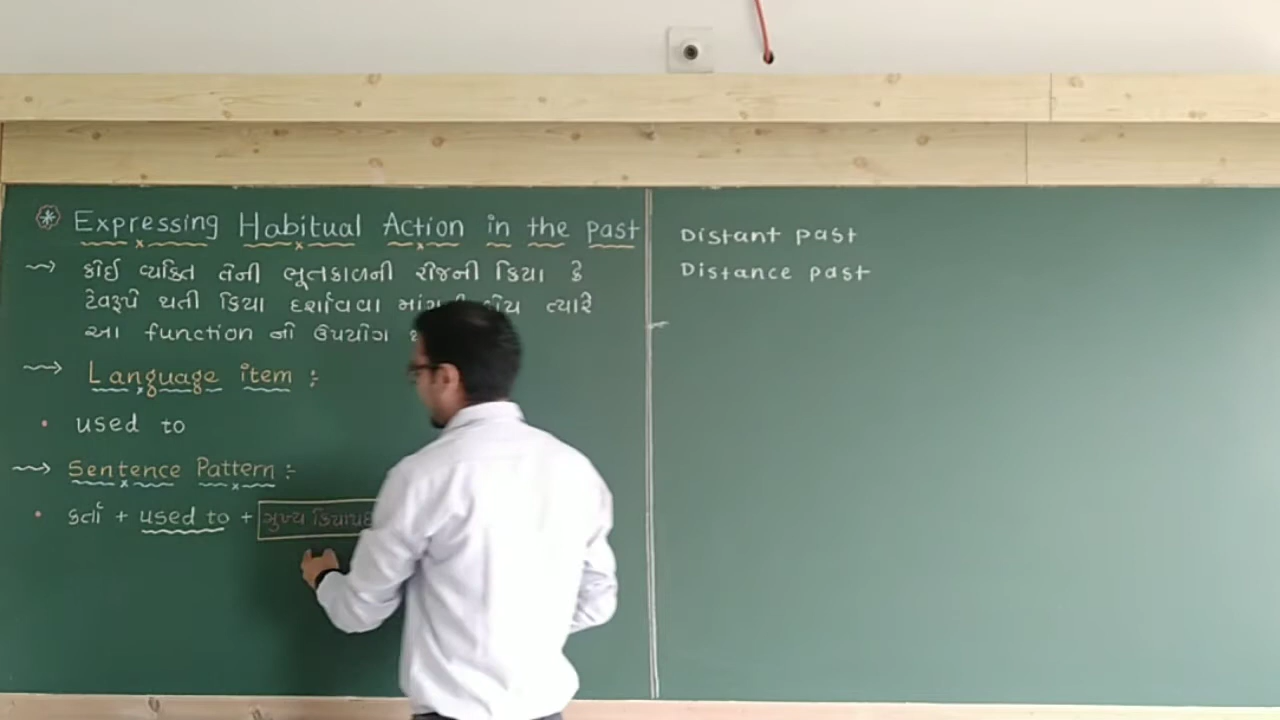 Expressing Habitual Action in the past
કોઈ વ્યક્તિ તેની ભૂતકાળની રોજની ક્રિયા કે
ટેવરૂપે થતી ક્રિયા દર્શાવવા ત્યારે
આ function નો ઉપયોગ
Language item :
• used to
Sentence Pattern :-
• કર્તા + used to + મુખ્ય
Distant past
Distance past